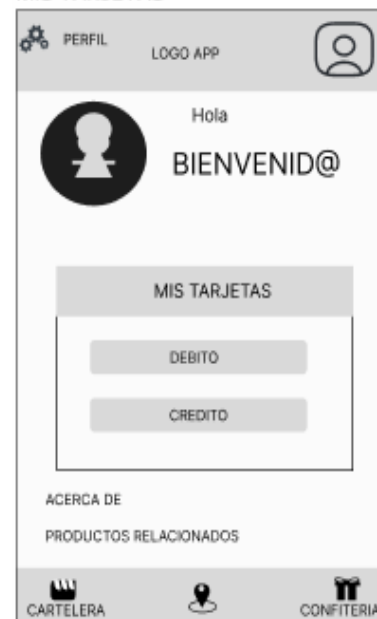 PERFIL
LOGO APP
Hola
BIENVENID@
MIS TARJETAS
DEBITO
CREDITO
ACERCA DE
PRODUCTOS RELACIONADOS
CARTELERA
CONFITERIA